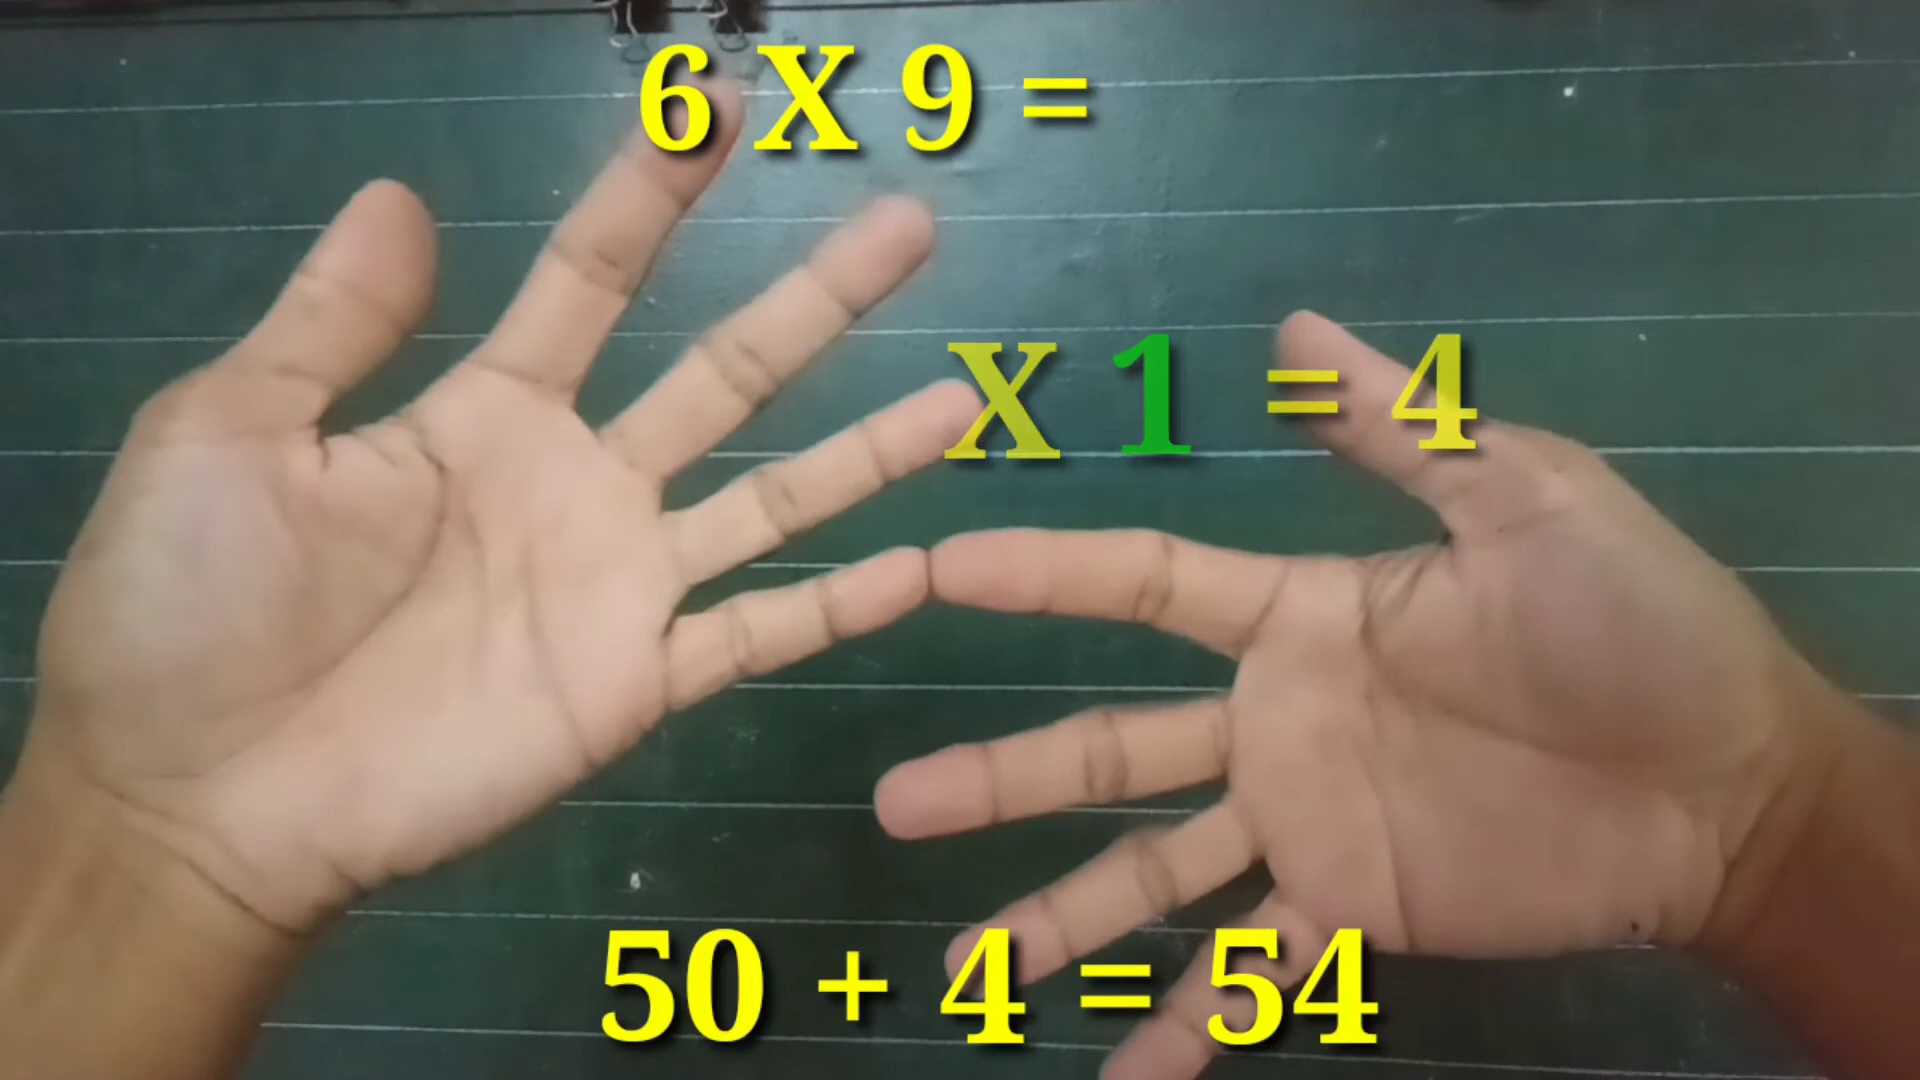 6 X 9 =
X 1 = 4
50 + 4 = 54